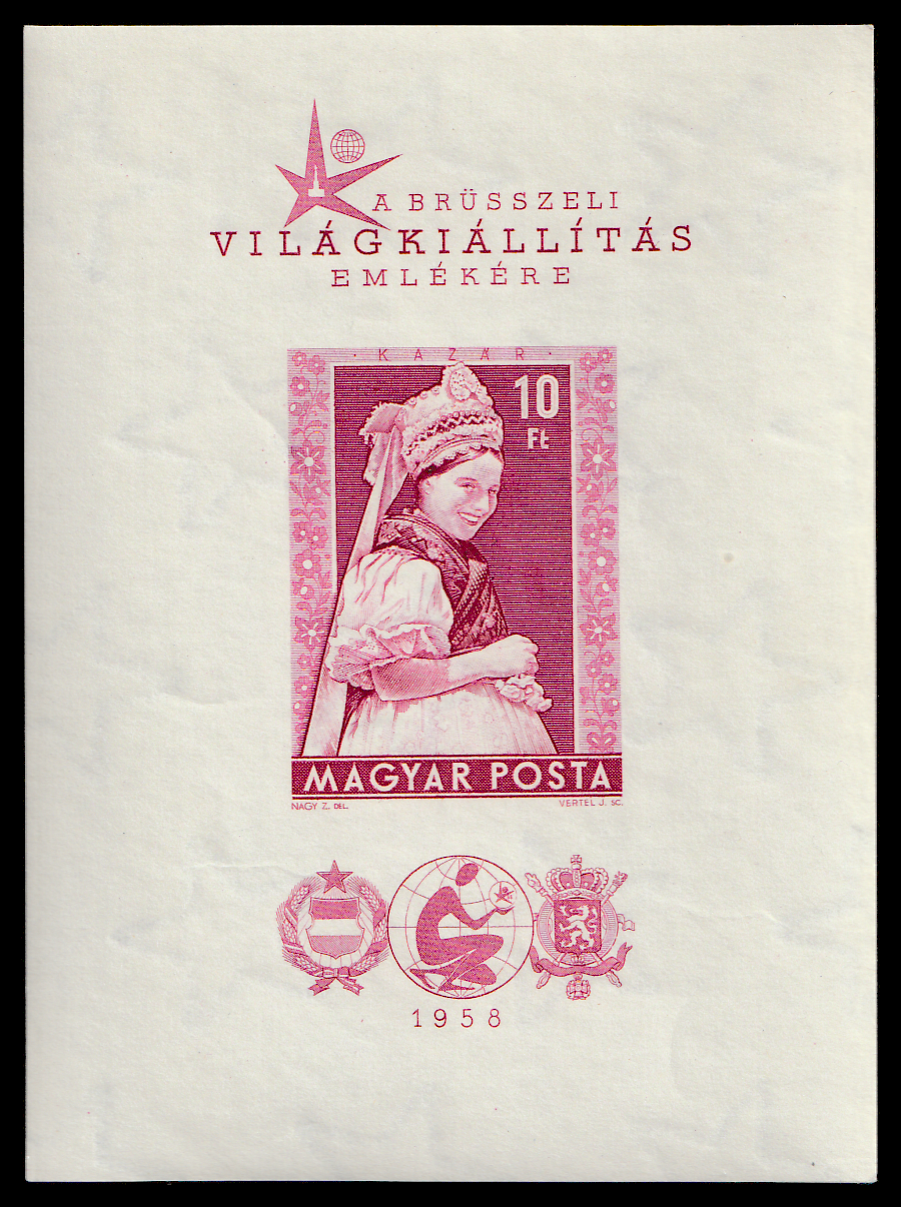 A BRÜSSZELI
VILÁGKIÁLLÍTÁS
EMLÉKÉRE
· KAZÁR ·
10
Ft
MAGYAR POSTA
NAGY Z. DEL.
VERTEL J. SC.
1958